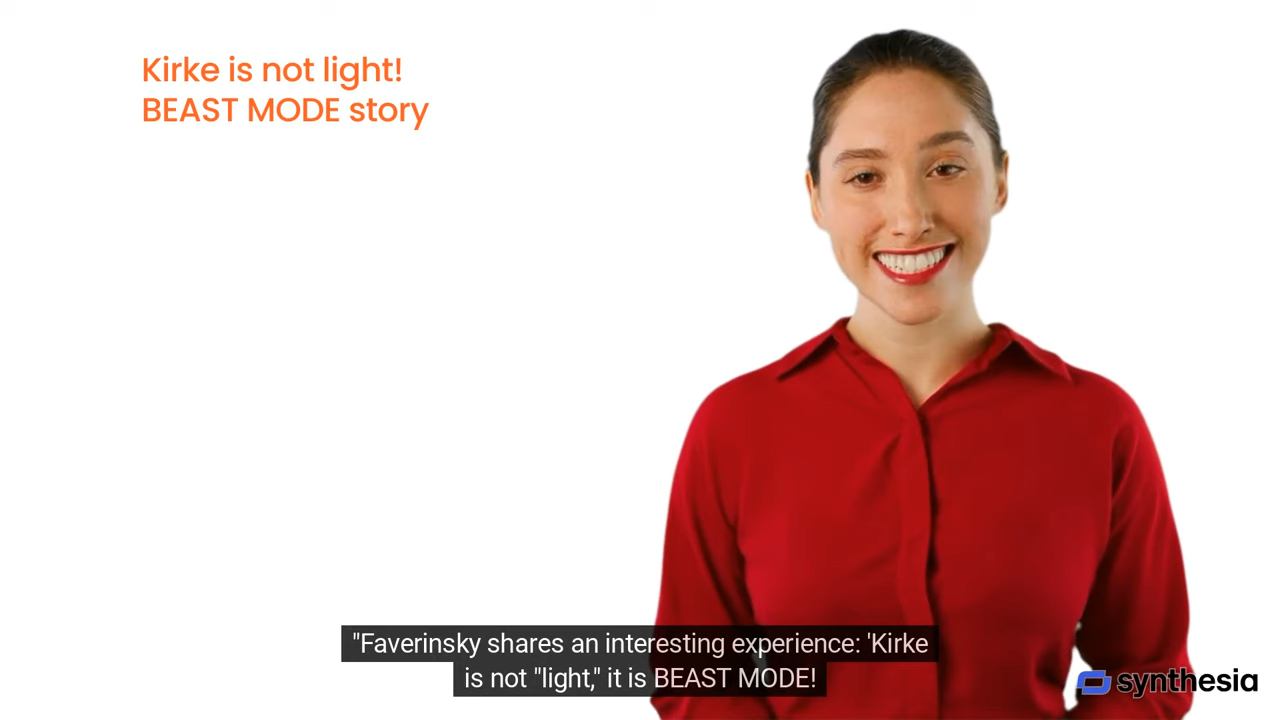 Kirke is not light!
BEAST MODE story
"Faverinsky shares an interesting experience: 'Kirke
is not "light," it is BEAST MODE!
synthesia